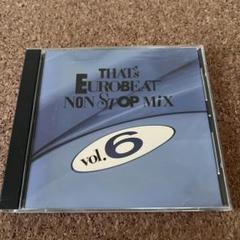 THAT's
EUROBEAT
NON STOP MiX
vol. 6